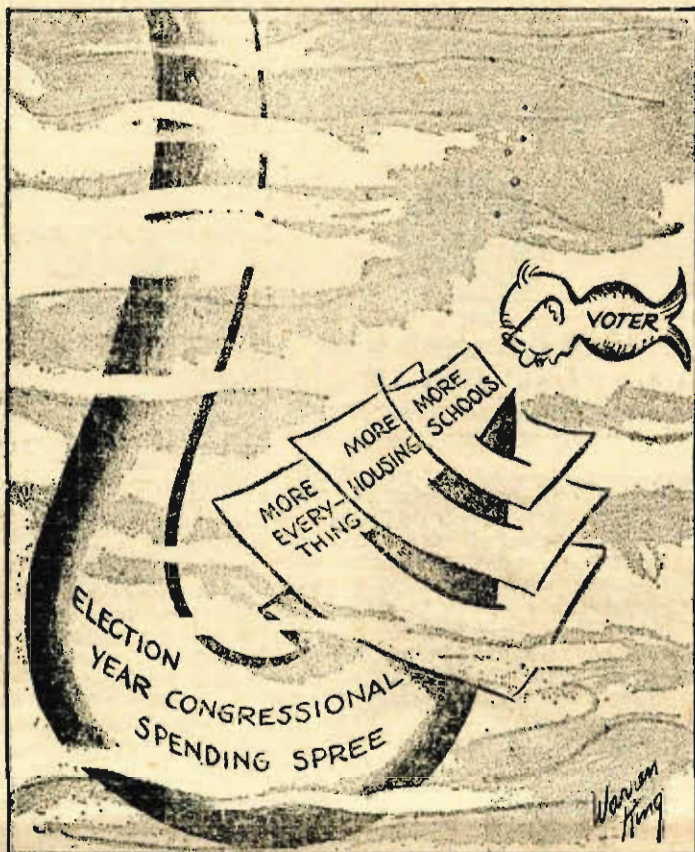 VOTER
MORE
SCHOOLS
MORE
HOUSING
MORE
EVERY-
THING
ELECTION
YEAR CONGRESSIONAL
SPENDING SPREE
Warren
King